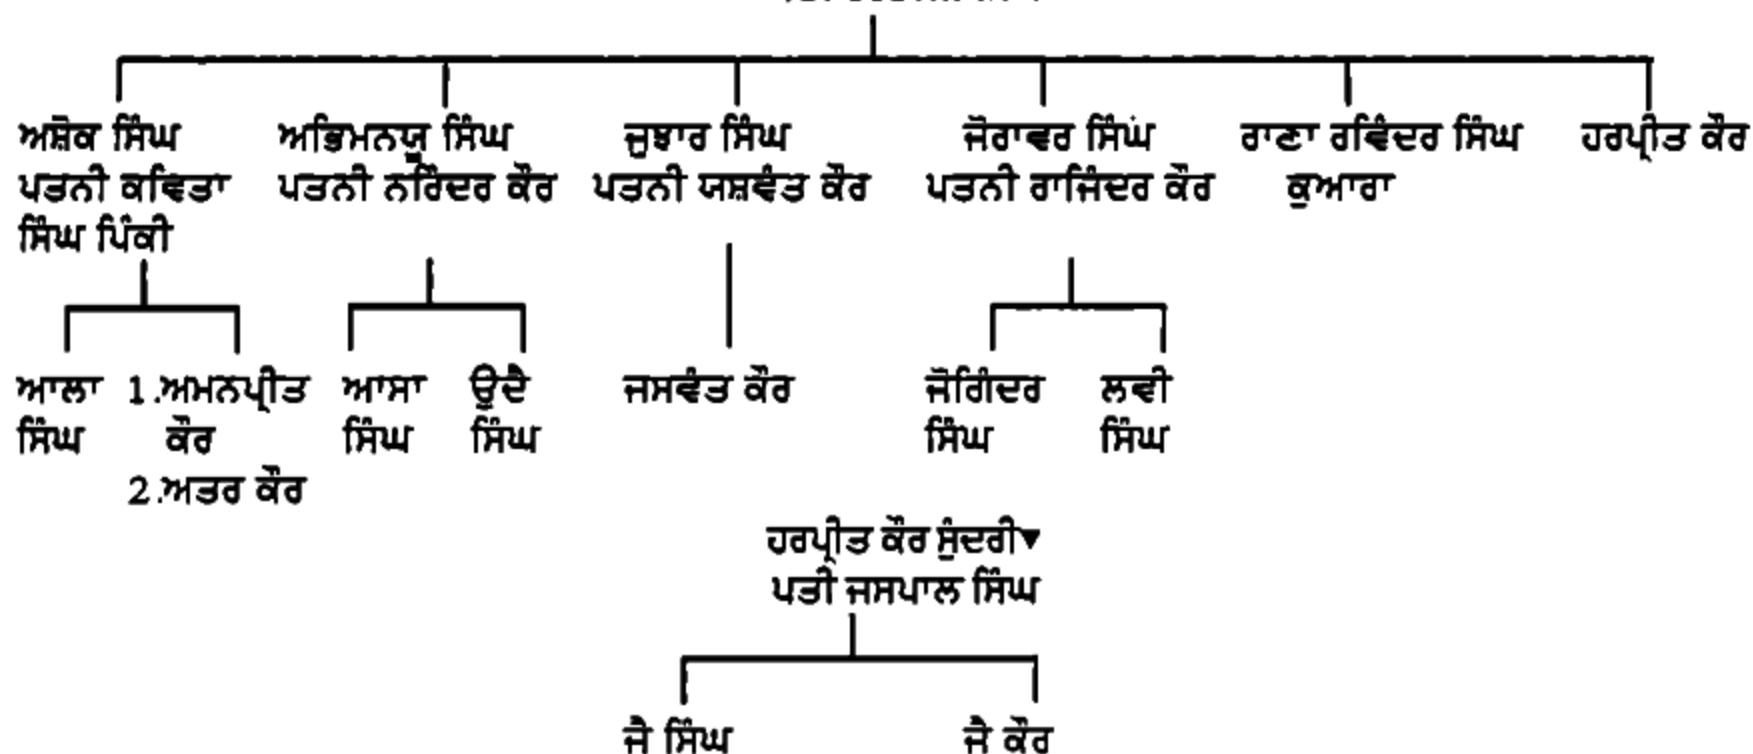 ਅਸ਼ੋਕ ਸਿੰਘ ਅਭਿਮਨਯੂ ਸਿੰਘ ਜੁਝਾਰ ਸਿੰਘ ਜੋਰਾਵਰ ਸਿੰਘ ਰਾਣਾ ਰਵਿੰਦਰ ਸਿੰਘ ਹਰਪ੍ਰੀਤ ਕੌਰ
ਪਤਨੀ ਕਵਿਤਾ ਪਤਨੀ ਨਰਿੰਦਰ ਕੌਰ ਪਤਨੀ ਯਸ਼ਵੰਤ ਕੌਰ ਪਤਨੀ ਰਾਜਿੰਦਰ ਕੌਰ ਕੁਆਰਾ
ਸਿੰਘ ਪਿੰਕੀ
ਆਲਾ 1.ਅਮਨਪ੍ਰੀਤ ਆਸਾ ਉਦੈ ਜਸਵੰਤ ਕੌਰ ਜੋਗਿੰਦਰ ਲਵੀ
ਸਿੰਘ ਕੌਰ ਸਿੰਘ ਸਿੰਘ ਸਿੰਘ ਸਿੰਘ
2.ਅਤਰ ਕੌਰ
ਹਰਪ੍ਰੀਤ ਕੌਰ ਸੁੰਦਰੀ▾
ਪਤੀ ਜਸਪਾਲ ਸਿੰਘ
ਜੈ ਸਿੰਘ ਜੈ ਕੌਰ